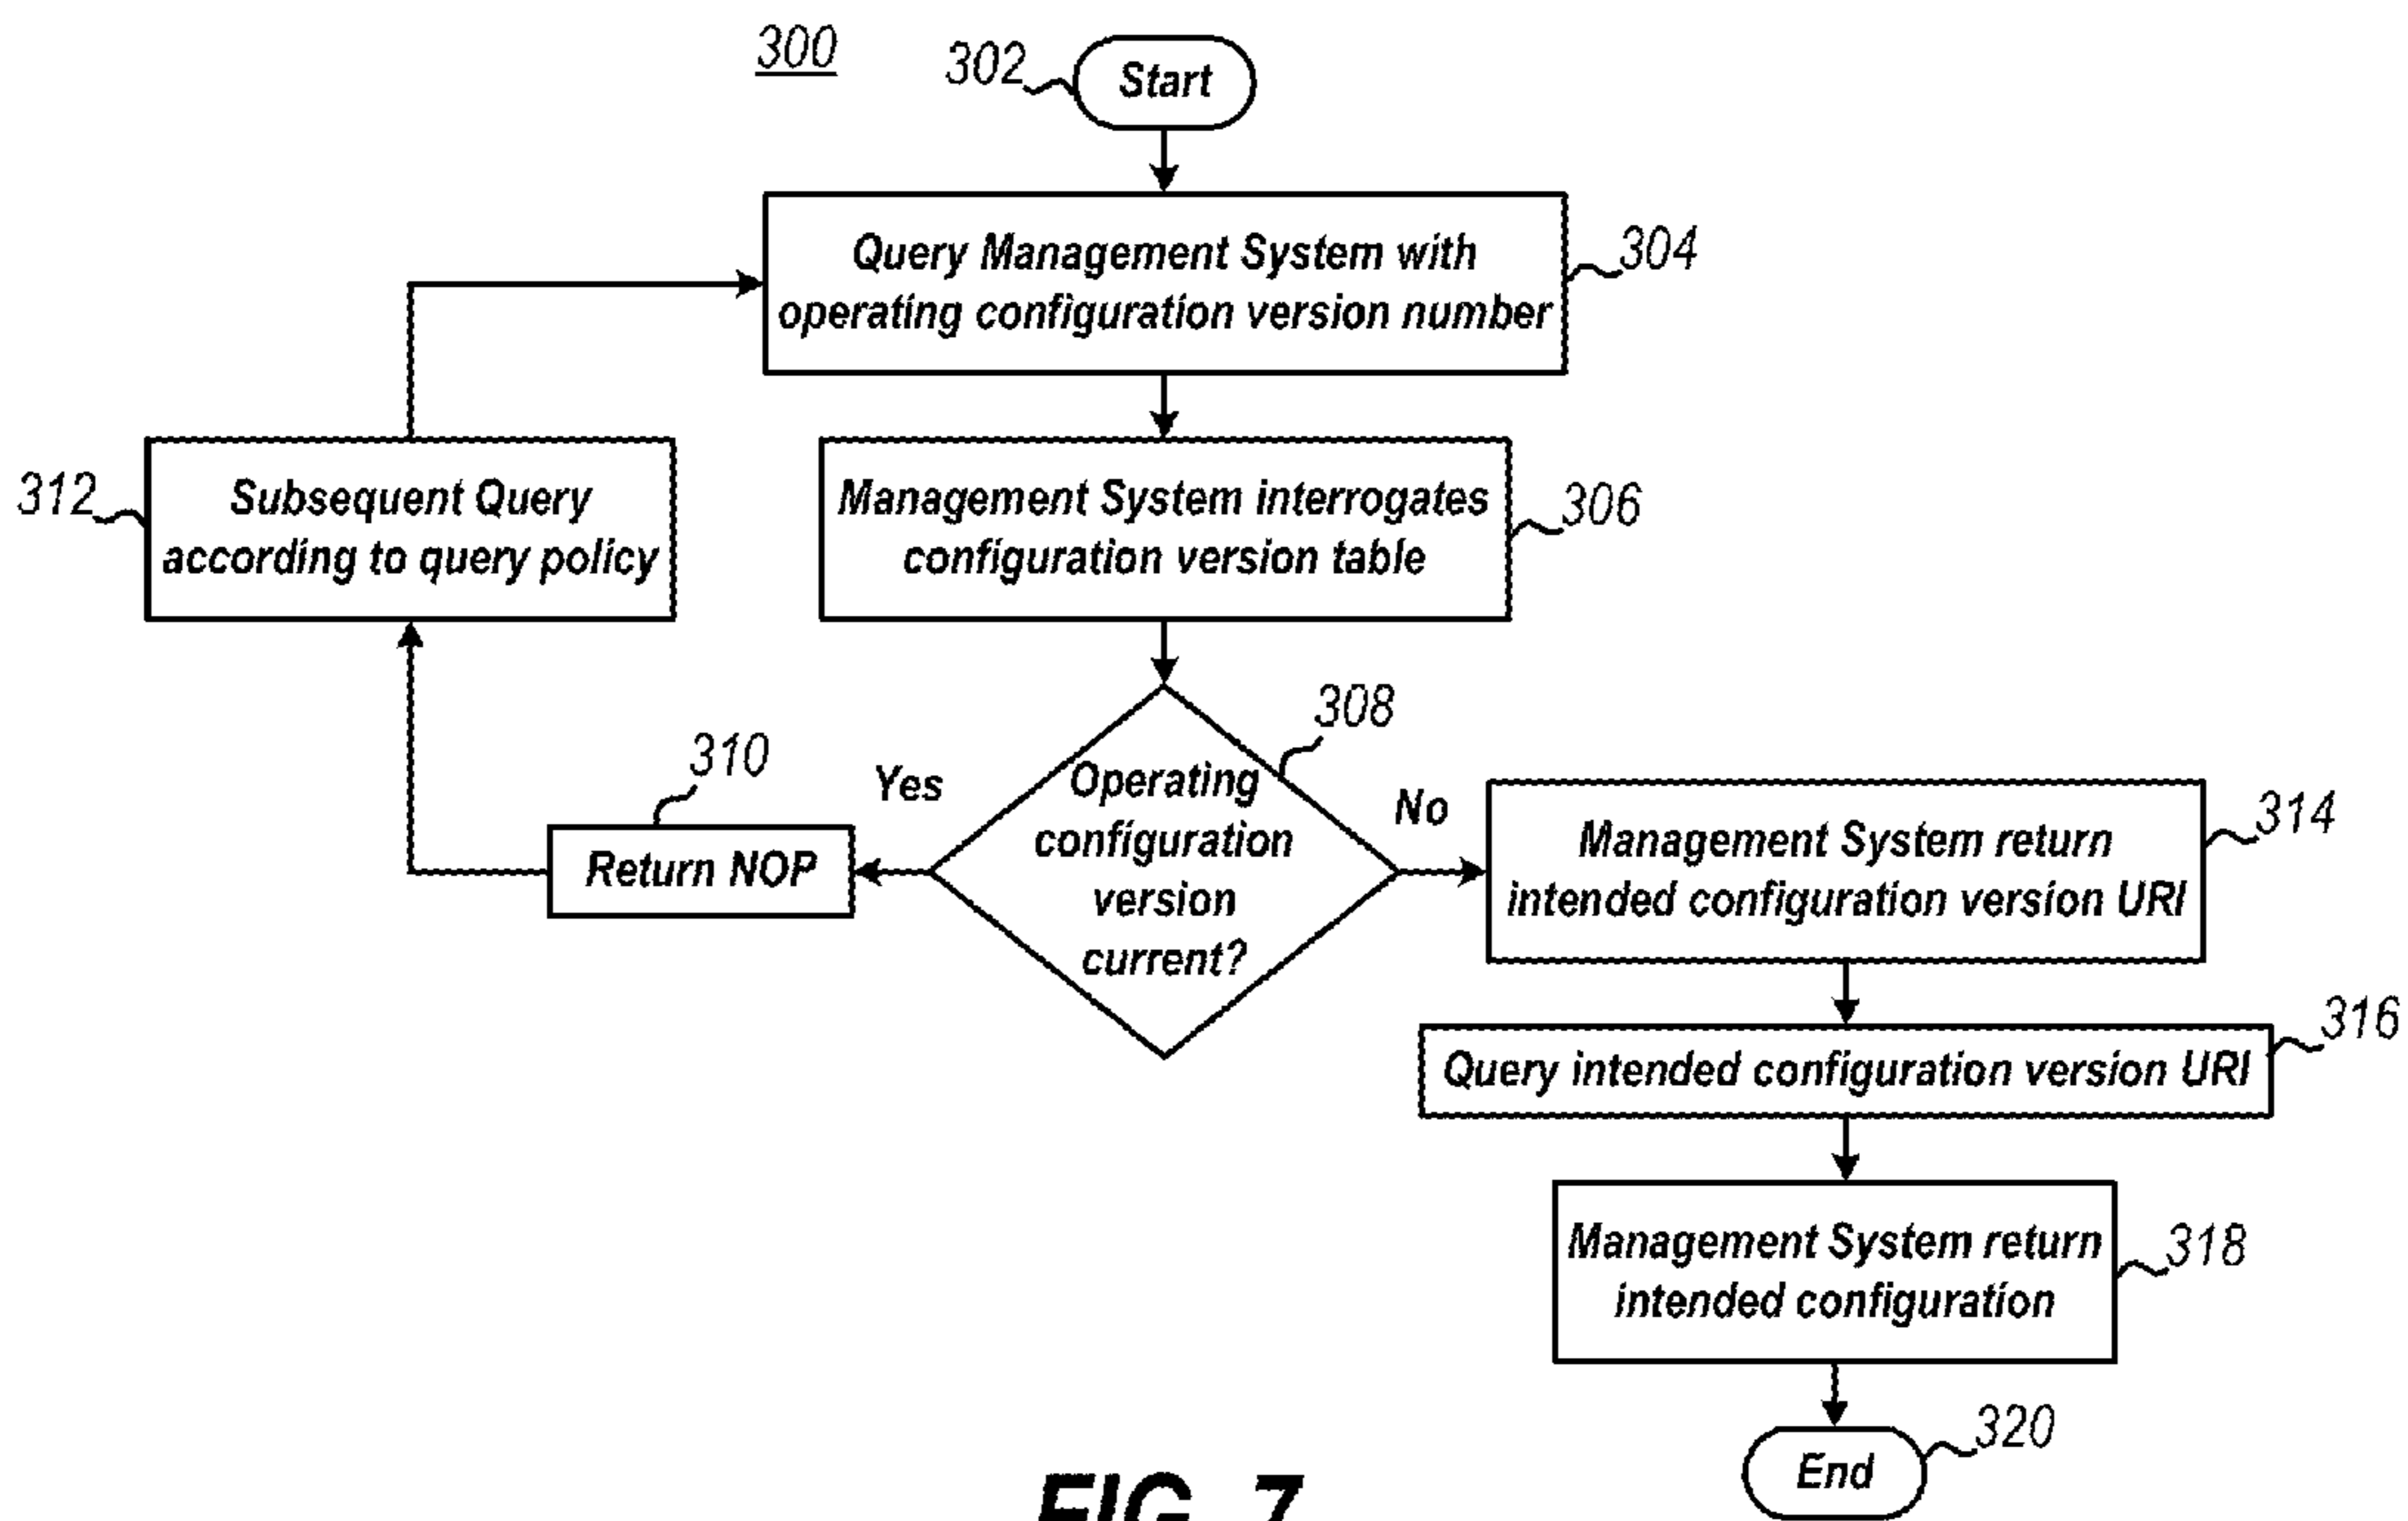 300
302
Start
Query Management System with
operating configuration version number
304
312
Subsequent Query
according to query policy
Management System interrogates
configuration version table
306
308
310
Yes
Return NOP
Operating
configuration
version
current?
No
Management System return
intended configuration version URI
314
316
Query intended configuration version URI
Management System return
intended configuration
318
320
End
FIG. 7